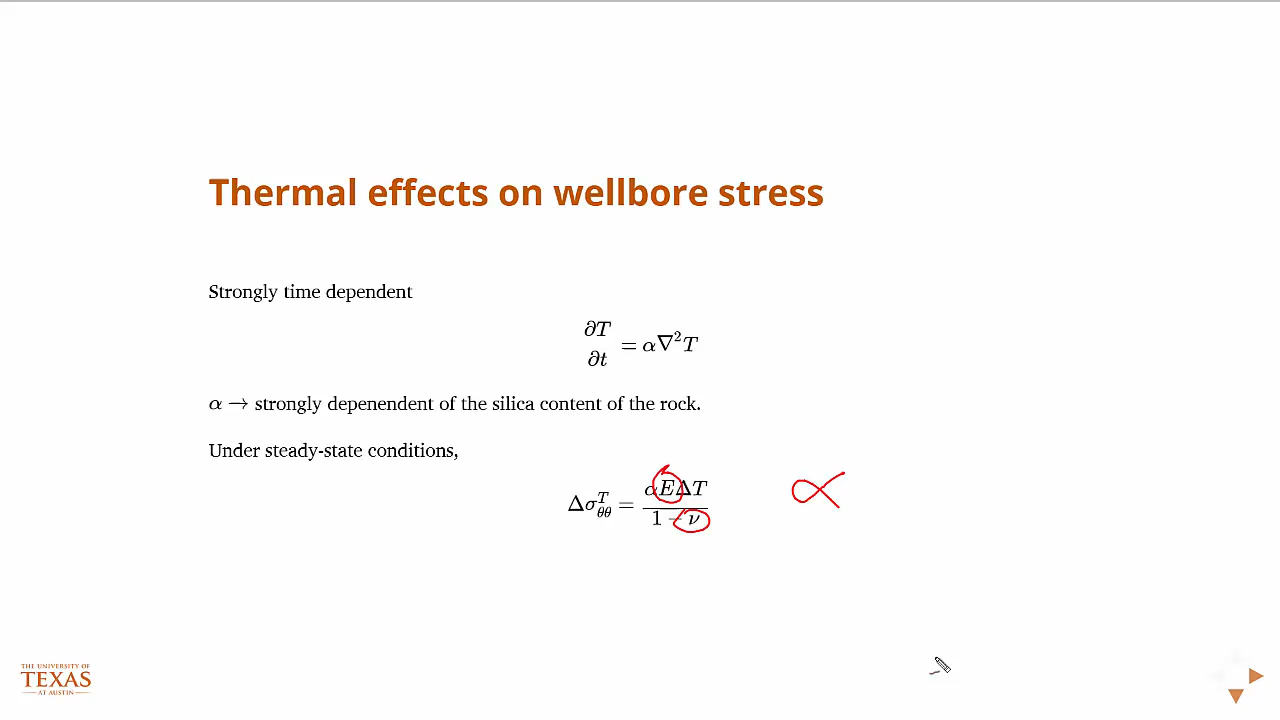 Thermal effects on wellbore stress
Strongly time dependent
∂T/∂t = α∇²T
α → strongly depenendent of the silica content of the rock.
Under steady-state conditions,
Δσ^T_θθ = αEΔT/(1 − ν)
∝
THE UNIVERSITY OF
TEXAS
AT AUSTIN